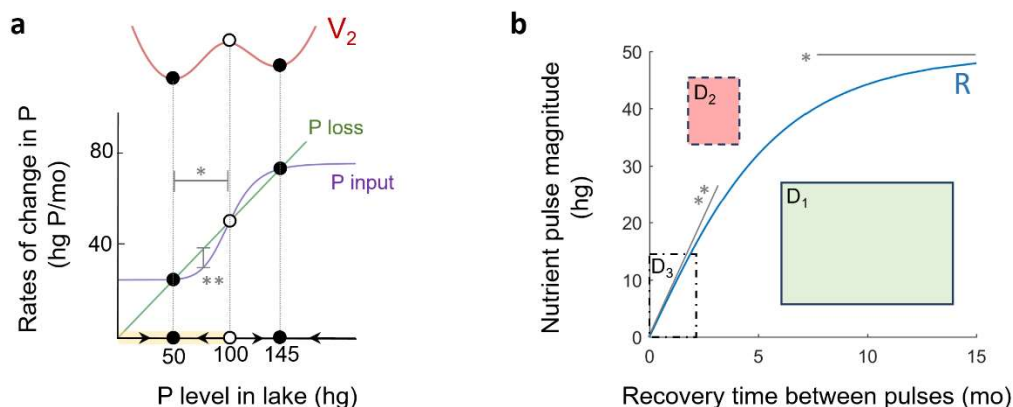 a
V2
Rates of change in P
(hg P/mo)
80
40
P loss
P input
*
**
50
100
145
P level in lake (hg)
b
Nutrient pulse magnitude
(hg)
50
40
30
20
10
0
*
R
D2
**
D1
D3
0
5
10
15
Recovery time between pulses (mo)